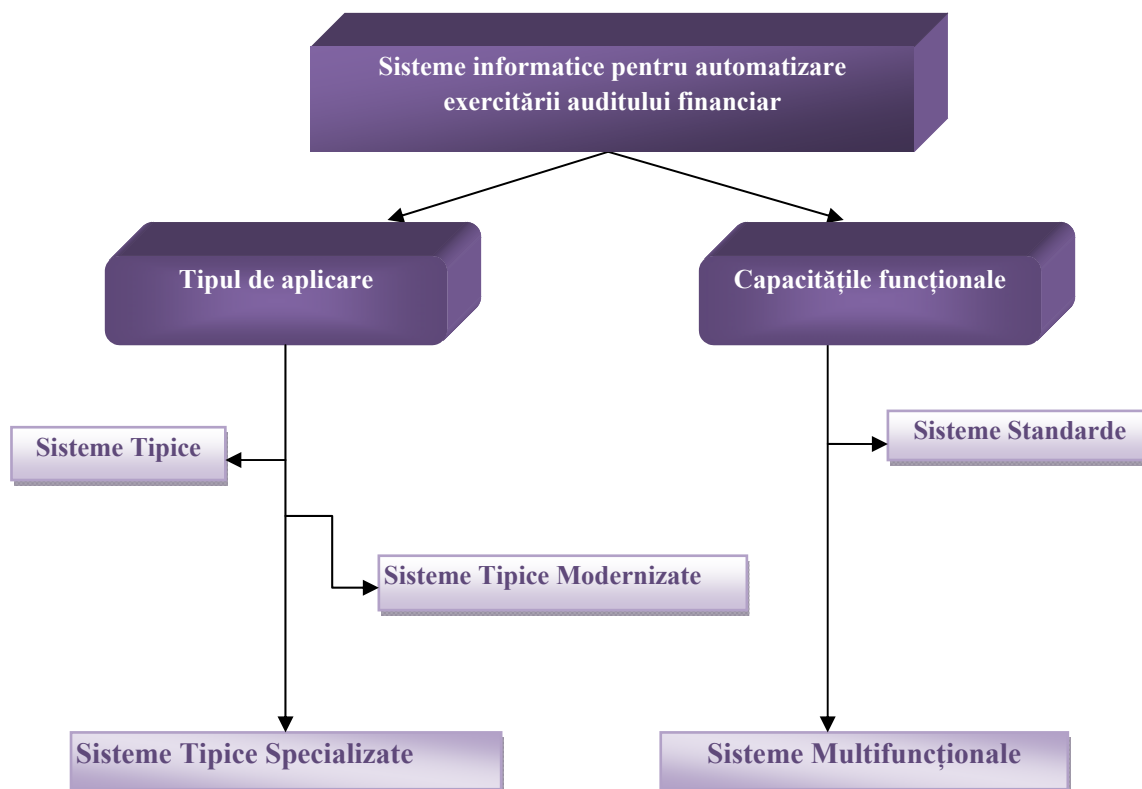 Sisteme informatice pentru automatizare
exercitării auditului financiar
Tipul de aplicare
Capacitățile funcționale
Sisteme Tipice
Sisteme Standarde
Sisteme Tipice Modernizate
Sisteme Tipice Specializate
Sisteme Multifuncționale